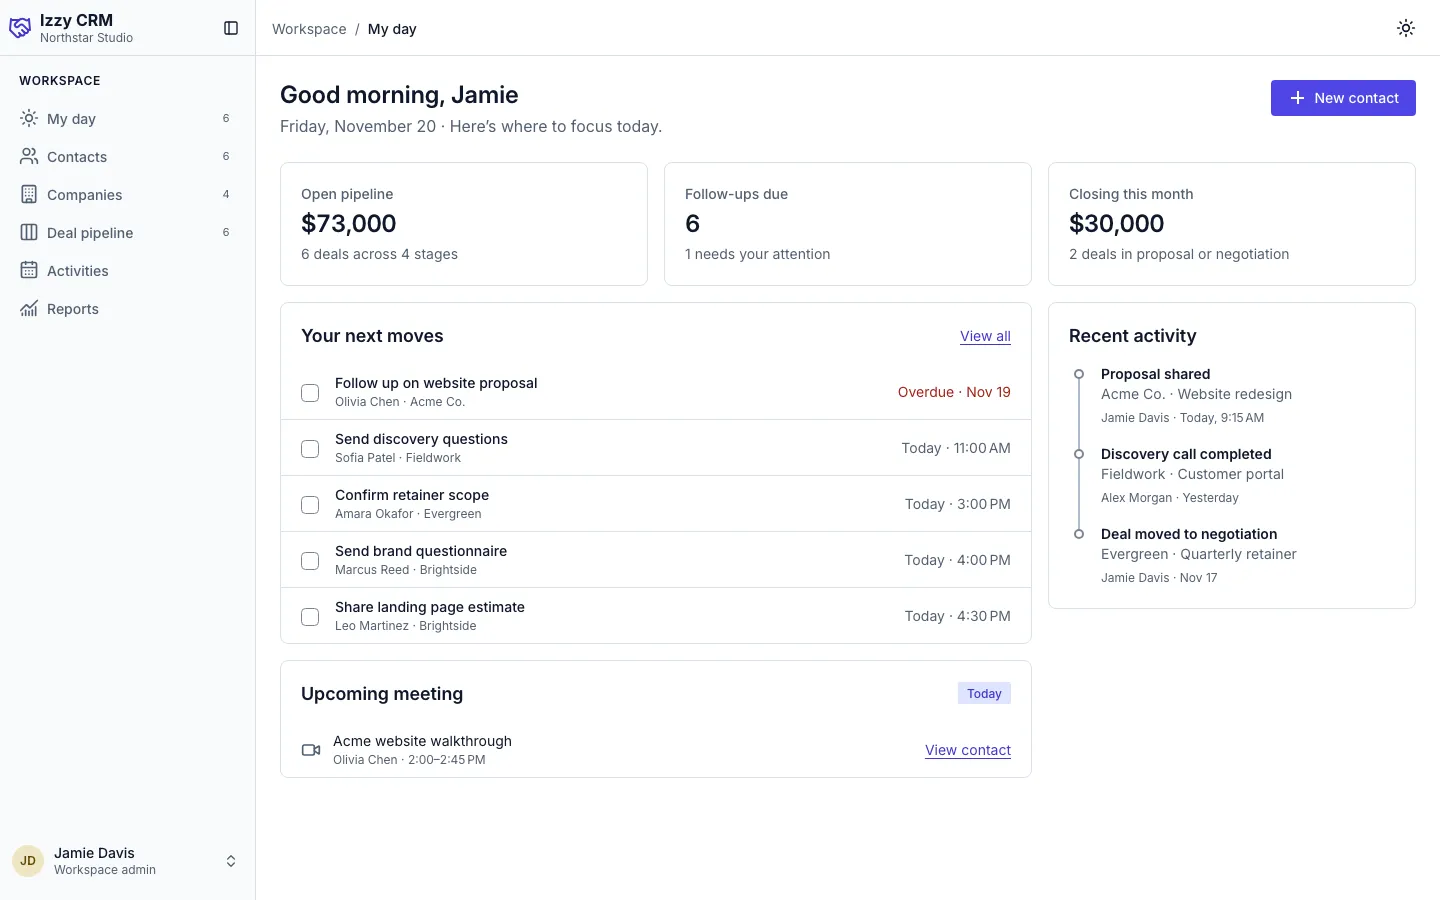 Izzy CRM
Northstar Studio
WORKSPACE
My day 6
Contacts 6
Companies 4
Deal pipeline 6
Activities
Reports
JD
Jamie Davis
Workspace admin
Workspace / My day
Good morning, Jamie
Friday, November 20 · Here’s where to focus today.
New contact
Open pipeline
$73,000
6 deals across 4 stages
Follow-ups due
6
1 needs your attention
Closing this month
$30,000
2 deals in proposal or negotiation
Your next moves
View all
Follow up on website proposal
Olivia Chen · Acme Co.
Overdue · Nov 19
Send discovery questions
Sofia Patel · Fieldwork
Today · 11:00 AM
Confirm retainer scope
Amara Okafor · Evergreen
Today · 3:00 PM
Send brand questionnaire
Marcus Reed · Brightside
Today · 4:00 PM
Share landing page estimate
Leo Martinez · Brightside
Today · 4:30 PM
Upcoming meeting
Today
Acme website walkthrough
Olivia Chen · 2:00–2:45 PM
View contact
Recent activity
Proposal shared
Acme Co. · Website redesign
Jamie Davis · Today, 9:15 AM
Discovery call completed
Fieldwork · Customer portal
Alex Morgan · Yesterday
Deal moved to negotiation
Evergreen · Quarterly retainer
Jamie Davis · Nov 17